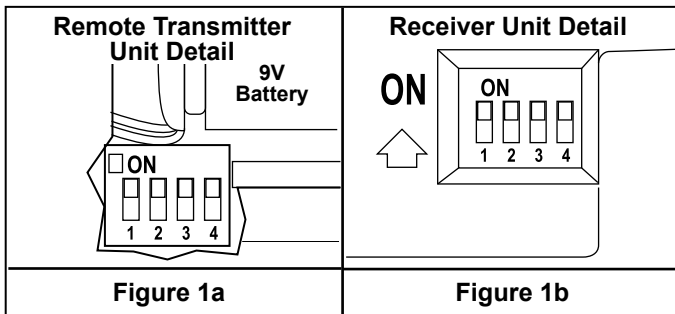 Remote Transmitter
Unit Detail
9V
Battery
ON
1 2 3 4
Figure 1a
Receiver Unit Detail
ON
ON
1 2 3 4
Figure 1b